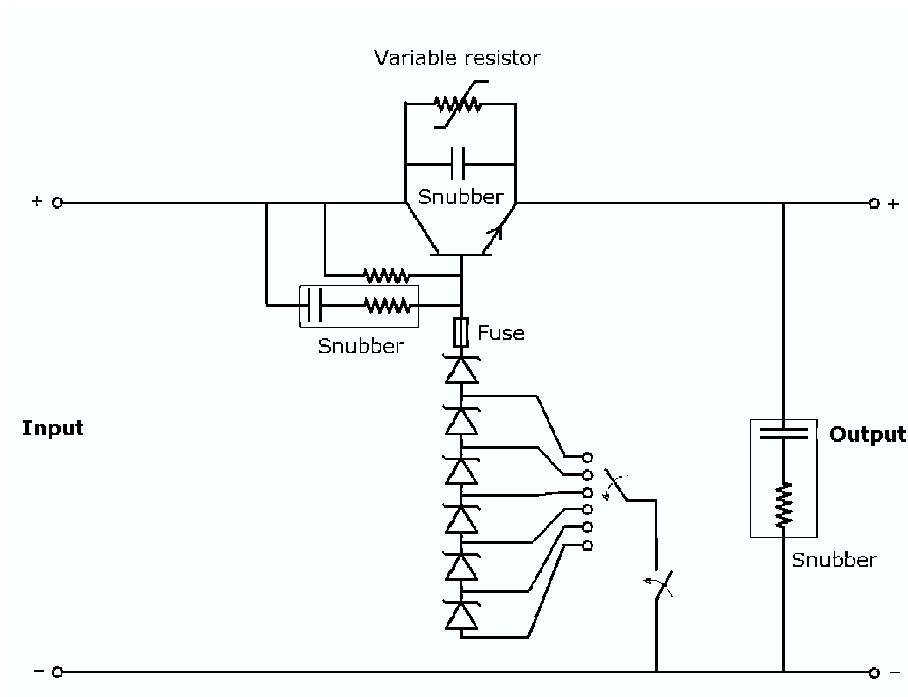 Variable resistor
Snubber
+ +
Snubber
Fuse
Input
Output
Snubber
− −